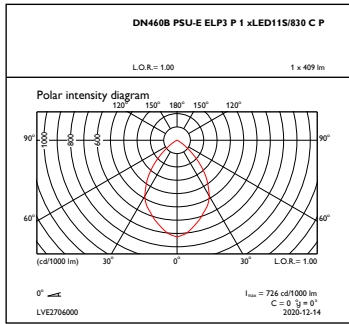 DN460B PSU-E ELP3 P 1 xLED11S/830 C P
L.O.R.= 1.00 1 x 409 lm
Polar intensity diagram
120° 150° 180° 150° 120°
90° 1000 800 600 90°
60° 60°
(cd/1000 lm) 30° 0° 30° L.O.R.= 1.00
0° Imax = 726 cd/1000 lm
C = 0 °g = 0°
LVE2706000 2020-12-14